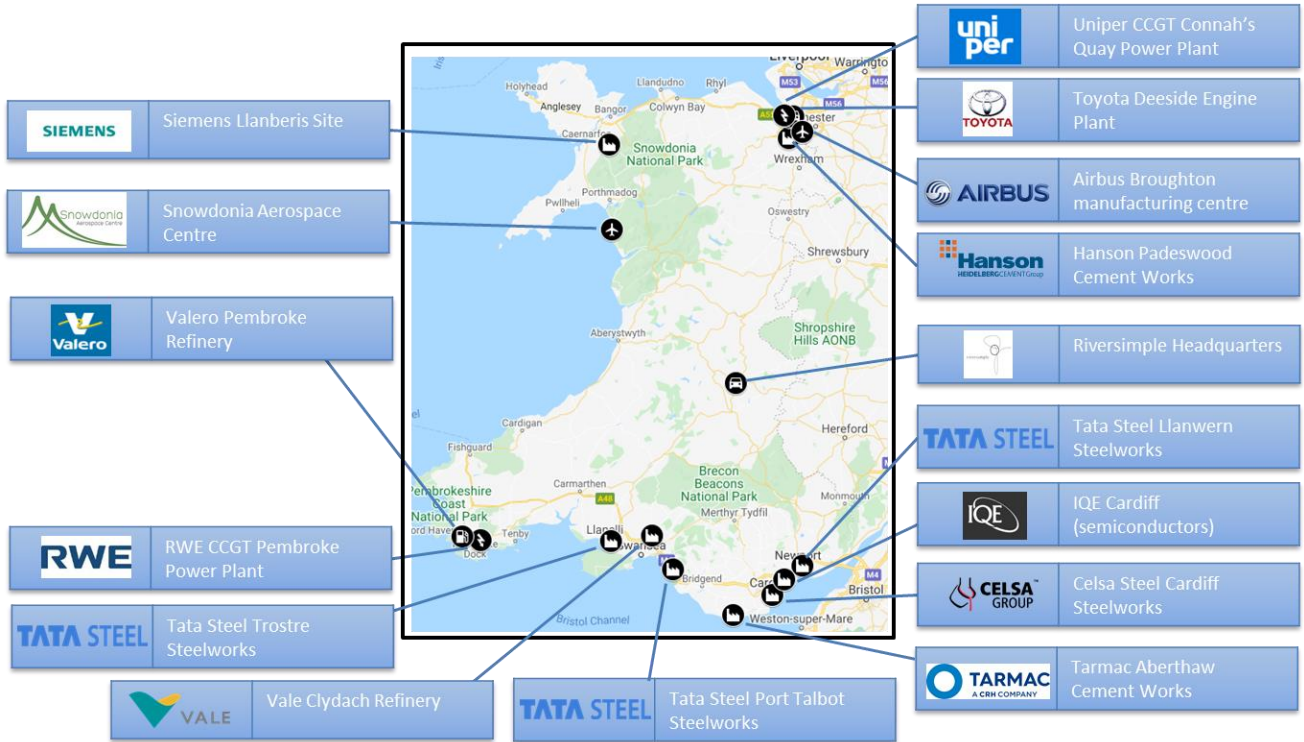 SIEMENS
Siemens Llanberis Site
Snowdonia
Aerospace Centre
Snowdonia Aerospace
Centre
Valero
Valero Pembroke
Refinery
RWE
RWE CCGT Pembroke
Power Plant
TATA STEEL
Tata Steel Trostre
Steelworks
VALE
Vale Clydach Refinery
TATA STEEL
Tata Steel Port Talbot
Steelworks
Holyhead
Anglesey
Bangor
Llandudno
Rhyl
Colwyn Bay
Liverpool
Warrington
M53
M56
M56
Snowdonia
National Park
Wrexham
Porthmadog
Pwllheli
Oswestry
Shrewsbury
Aberystwyth
Shropshire
Hills AONB
Cardigan
Fishguard
Hereford
Brecon
Beacons
National Park
Carmarthen
A48
Pembrokeshire
Coast
National Park
Merthyr Tydfil
Monmouth
Tenby
Dock
Llanelli
Swansea
Newport
Bridgend
M4
Bristol
Bristol Channel
Weston-super-Mare
uni
per
Uniper CCGT Connah's
Quay Power Plant
TOYOTA
Toyota Deeside Engine
Plant
AIRBUS
Airbus Broughton
manufacturing centre
Hanson
HEIDELBERGCEMENT Group
Hanson Padeswood
Cement Works
Riversimple Headquarters
TATA STEEL
Tata Steel Llanwern
Steelworks
IQE
IQE Cardiff
(semiconductors)
CELSA™
GROUP
Celsa Steel Cardiff
Steelworks
TARMAC
A CRH COMPANY
Tarmac Aberthaw
Cement Works